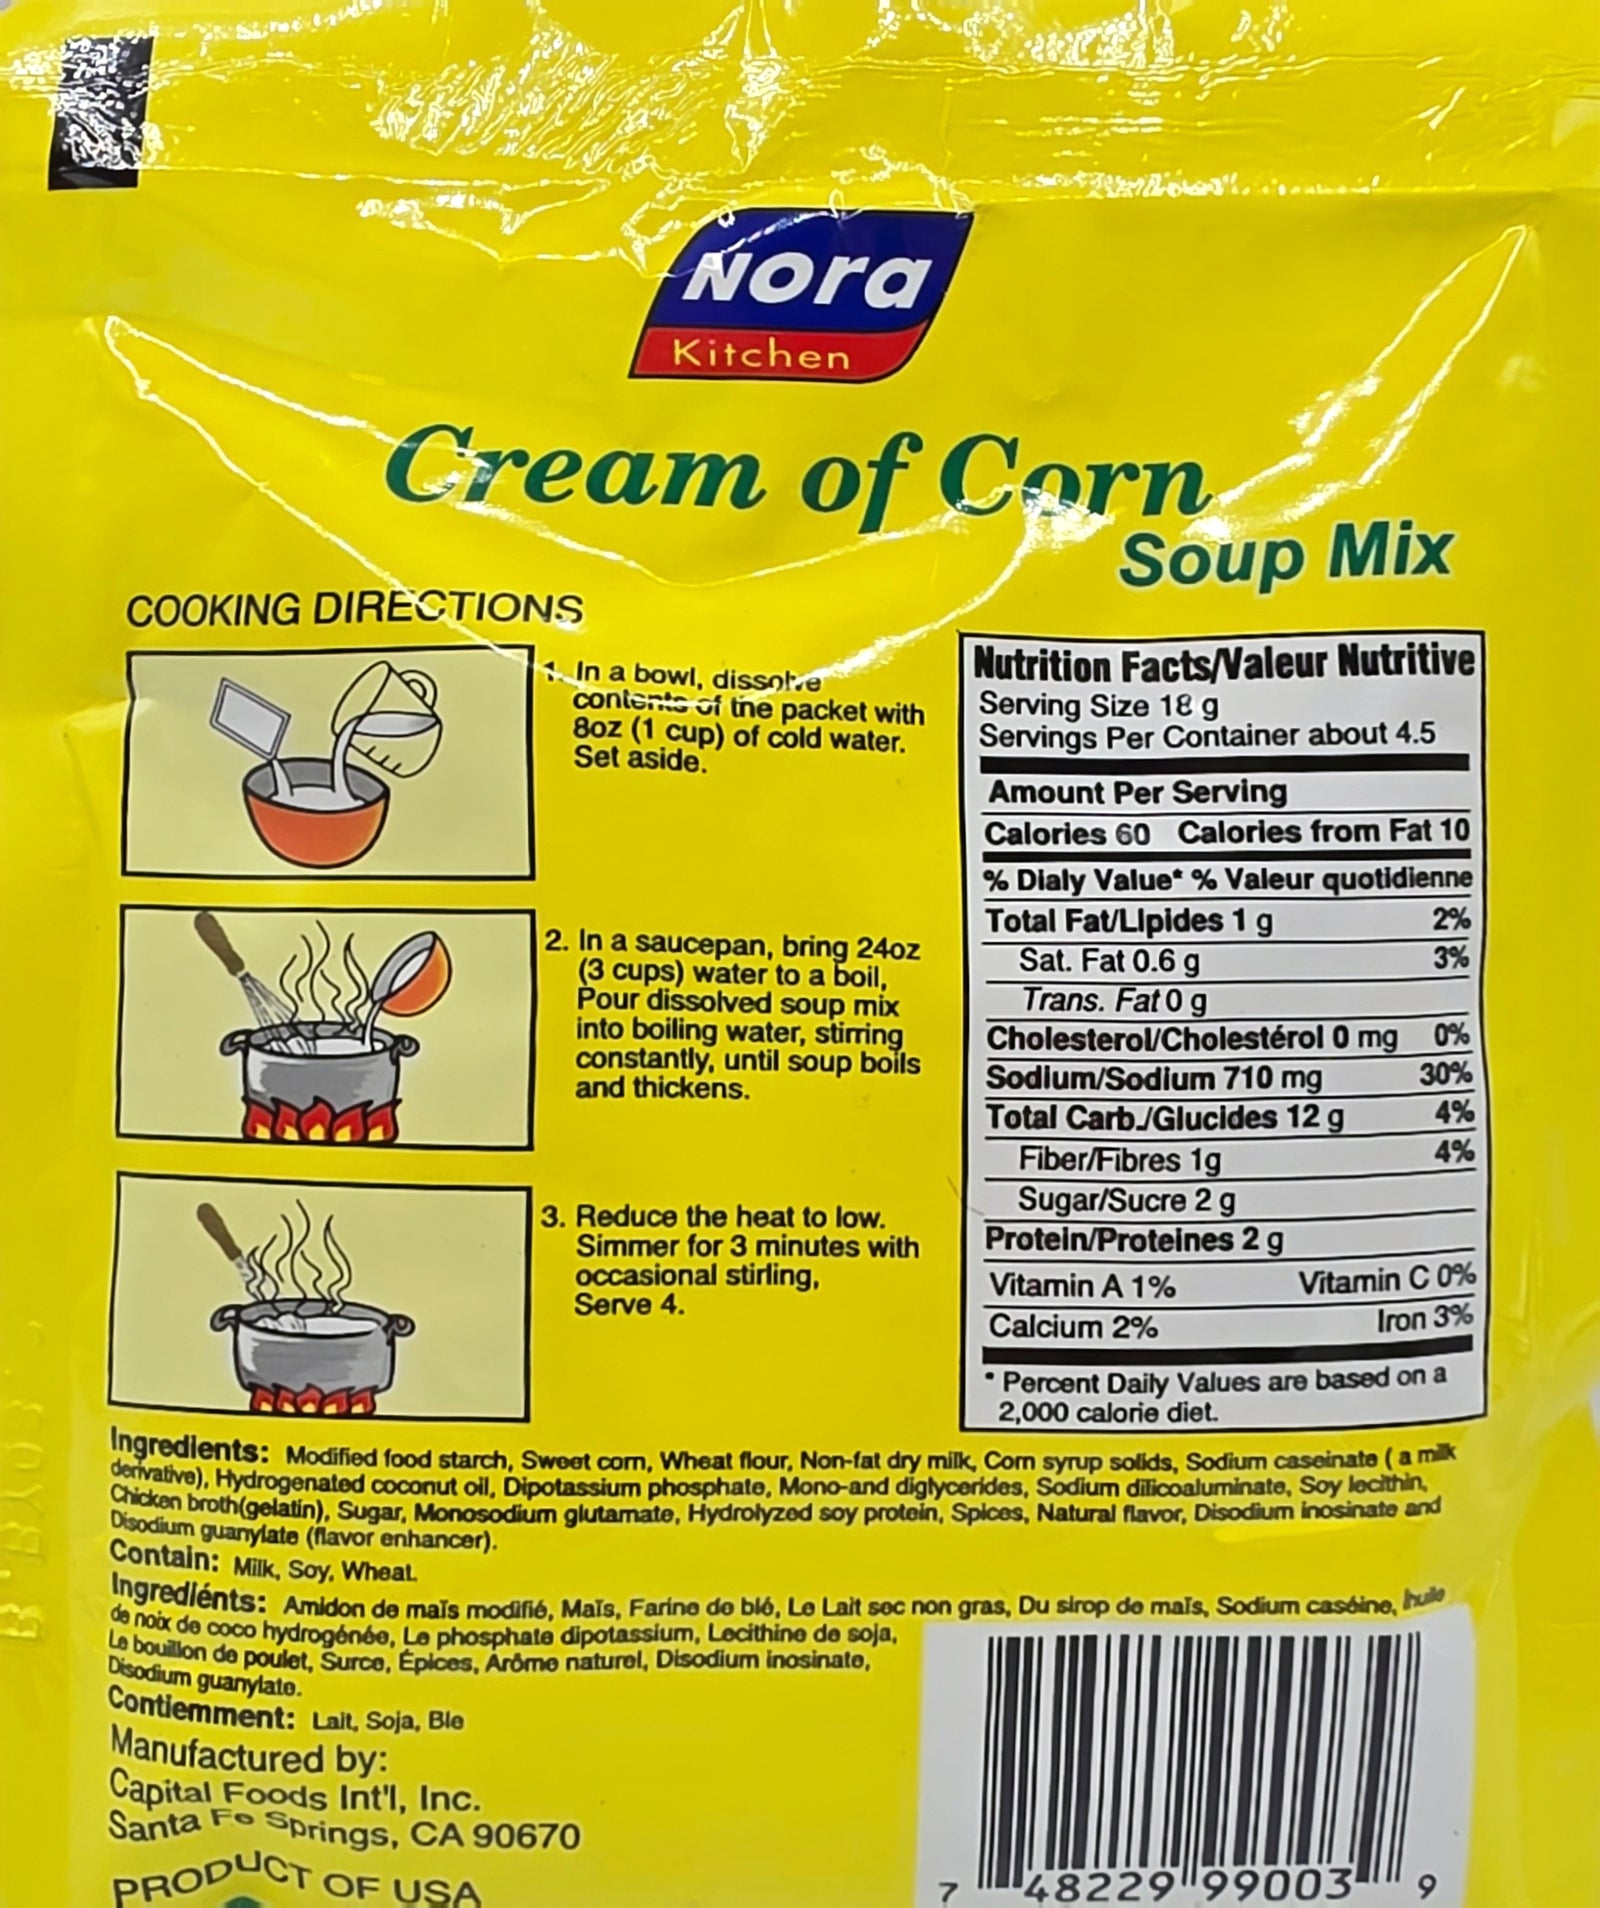 Nora
Kitchen
Cream of Corn
Soup Mix
COOKING DIRECTIONS
1. In a bowl, dissolve
contents of the packet with
8oz (1 cup) of cold water.
Set aside.
2. In a saucepan, bring 24oz
(3 cups) water to a boil,
Pour dissolved soup mix
into boiling water, stirring
constantly, until soup boils
and thickens.
3. Reduce the heat to low.
Simmer for 3 minutes with
occasional stirling,
Serve 4.
Nutrition Facts/Valeur Nutritive
Serving Size 18 g
Servings Per Container about 4.5
Amount Per Serving
Calories 60 Calories from Fat 10
% Dialy Value* % Valeur quotidienne
Total Fat/Lipides 1 g 2%
Sat. Fat 0.6 g 3%
Trans. Fat 0 g
Cholesterol/Cholestérol 0 mg 0%
Sodium/Sodium 710 mg 30%
Total Carb./Glucides 12 g 4%
Fiber/Fibres 1g 4%
Sugar/Sucre 2 g
Protein/Proteines 2 g
Vitamin A 1% Vitamin C 0%
Calcium 2% Iron 3%
* Percent Daily Values are based on a
2,000 calorie diet.
Ingredients: Modified food starch, Sweet corn, Wheat flour, Non-fat dry milk, Corn syrup solids, Sodium caseinate ( a milk
derivative), Hydrogenated coconut oil, Dipotassium phosphate, Mono-and diglycerides, Sodium dilicoaluminate, Soy lecithin,
Chicken broth(gelatin), Sugar, Monosodium glutamate, Hydrolyzed soy protein, Spices, Natural flavor, Disodium inosinate and
Disodium guanylate (flavor enhancer).
Contain: Milk, Soy, Wheat.
Ingrediénts: Amidon de maïs modifié, Maïs, Farine de blé, Le Lait sec non gras, Du sirop de maïs, Sodium caséine, huile
de noix de coco hydrogénée, Le phosphate dipotassium, Lecithine de soja,
Le bouillon de poulet, Surce, Épices, Arôme naturel, Disodium inosinate,
Disodium guanylate.
Contiemment: Lait, Soja, Ble
Manufactured by:
Capital Foods Int'l, Inc.
Santa Fe Springs, CA 90670
PRODUCT OF USA
7 48229 99003 9